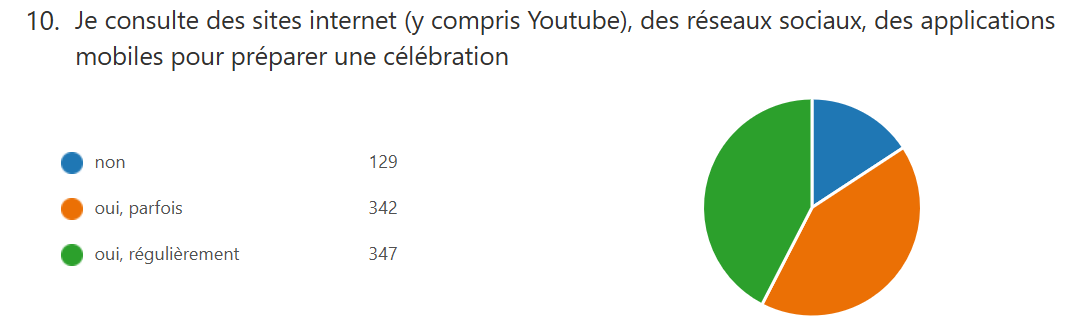 10. Je consulte des sites internet (y compris Youtube), des réseaux sociaux, des applications
mobiles pour préparer une célébration
non 129
oui, parfois 342
oui, régulièrement 347